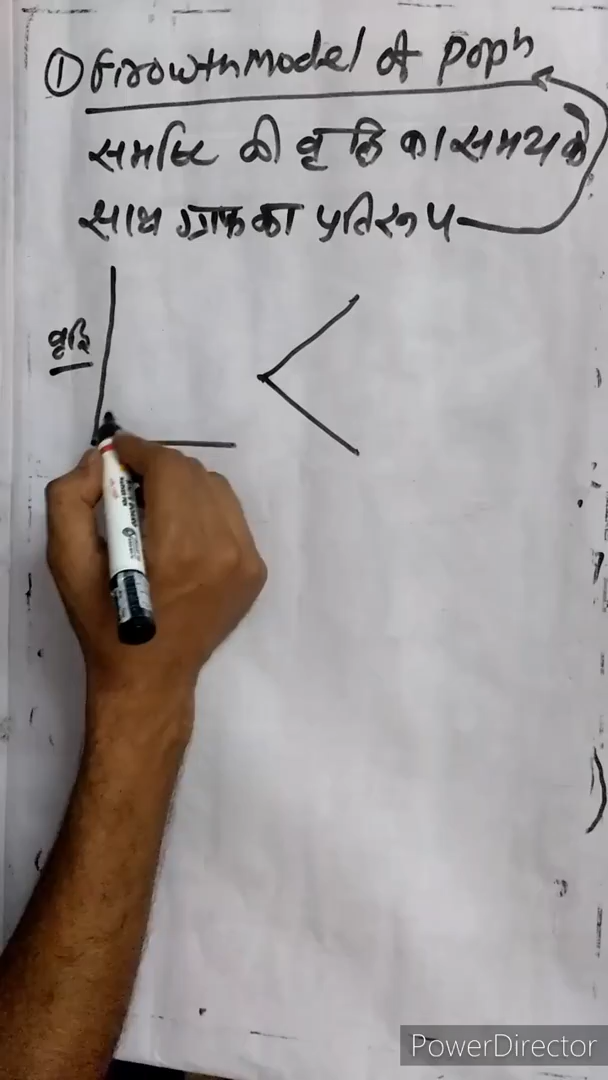 ① Growth Model of Popn
समष्टि की वृद्धि का समय के
साथ ग्राफ का प्रतिरूप
वृद्धि
PowerDirector